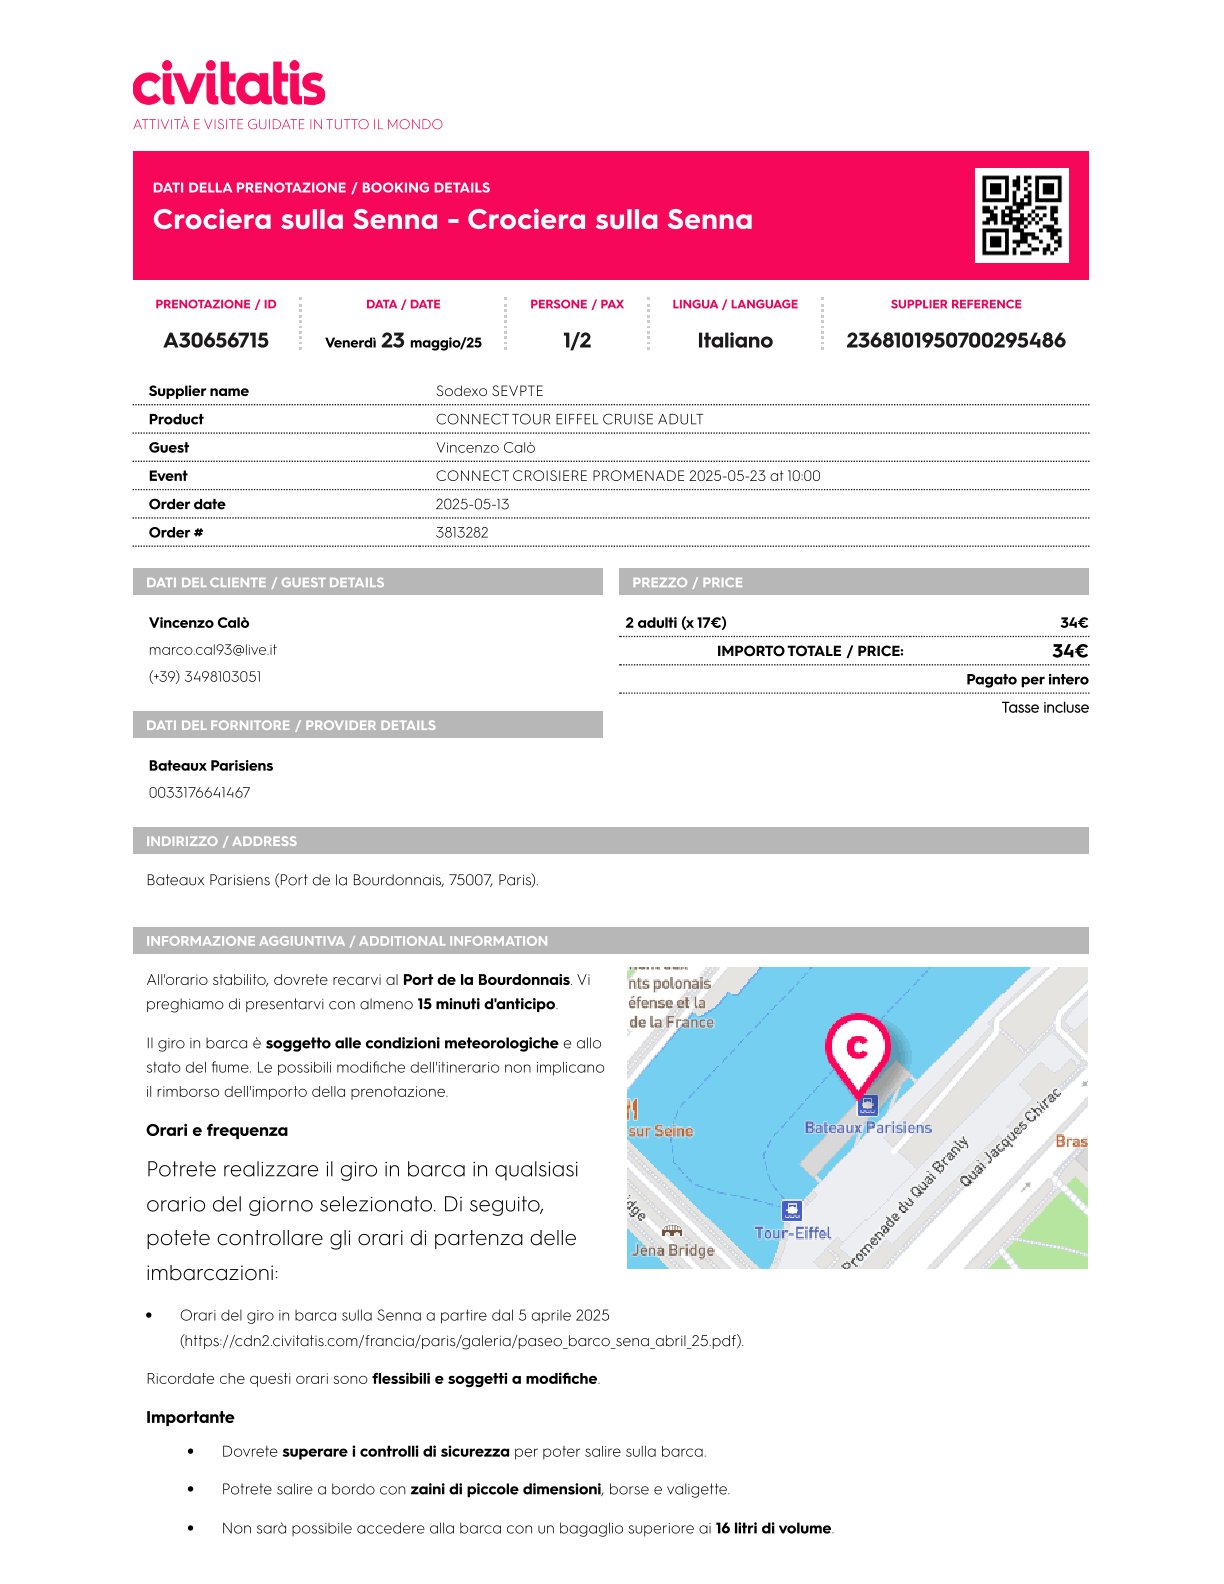 civitatis
ATTIVITÀ E VISITE GUIDATE IN TUTTO IL MONDO
DATI DELLA PRENOTAZIONE / BOOKING DETAILS
Crociera sulla Senna - Crociera sulla Senna
PRENOTAZIONE / ID
A30656715
DATA / DATE
Venerdì 23 maggio/25
PERSONE / PAX
1/2
LINGUA / LANGUAGE
Italiano
SUPPLIER REFERENCE
2368101950700295486
Supplier name Sodexo SEVPTE
Product CONNECT TOUR EIFFEL CRUISE ADULT
Guest Vincenzo Calò
Event CONNECT CROISIERE PROMENADE 2025-05-23 at 10:00
Order date 2025-05-13
Order # 3813282
DATI DEL CLIENTE / GUEST DETAILS
Vincenzo Calò
marco.cal93@live.it
(+39) 3498103051
PREZZO / PRICE
2 adulti (x 17€) 34€
IMPORTO TOTALE / PRICE: 34€
Pagato per intero
Tasse incluse
DATI DEL FORNITORE / PROVIDER DETAILS
Bateaux Parisiens
0033176641467
INDIRIZZO / ADDRESS
Bateaux Parisiens (Port de la Bourdonnais, 75007, Paris).
INFORMAZIONE AGGIUNTIVA / ADDITIONAL INFORMATION
All'orario stabilito, dovrete recarvi al Port de la Bourdonnais. Vi
preghiamo di presentarvi con almeno 15 minuti d'anticipo.
Il giro in barca è soggetto alle condizioni meteorologiche e allo
stato del fiume. Le possibili modifiche dell'itinerario non implicano
il rimborso dell'importo della prenotazione.
Orari e frequenza
Potrete realizzare il giro in barca in qualsiasi
orario del giorno selezionato. Di seguito,
potete controllare gli orari di partenza delle
imbarcazioni:
nts polonais
éfense et la
de la France
C
sur Seine
Bateaux Parisiens
Quai Jacques Chirac
Bras
Promenade du Quai Branly
dge
Tour-Eiffel
Jena Bridge
• Orari del giro in barca sulla Senna a partire dal 5 aprile 2025
(https://cdn2.civitatis.com/francia/paris/galeria/paseo_barco_sena_abril_25.pdf).
Ricordate che questi orari sono flessibili e soggetti a modifiche.
Importante
• Dovrete superare i controlli di sicurezza per poter salire sulla barca.
• Potrete salire a bordo con zaini di piccole dimensioni, borse e valigette.
• Non sarà possibile accedere alla barca con un bagaglio superiore ai 16 litri di volume.